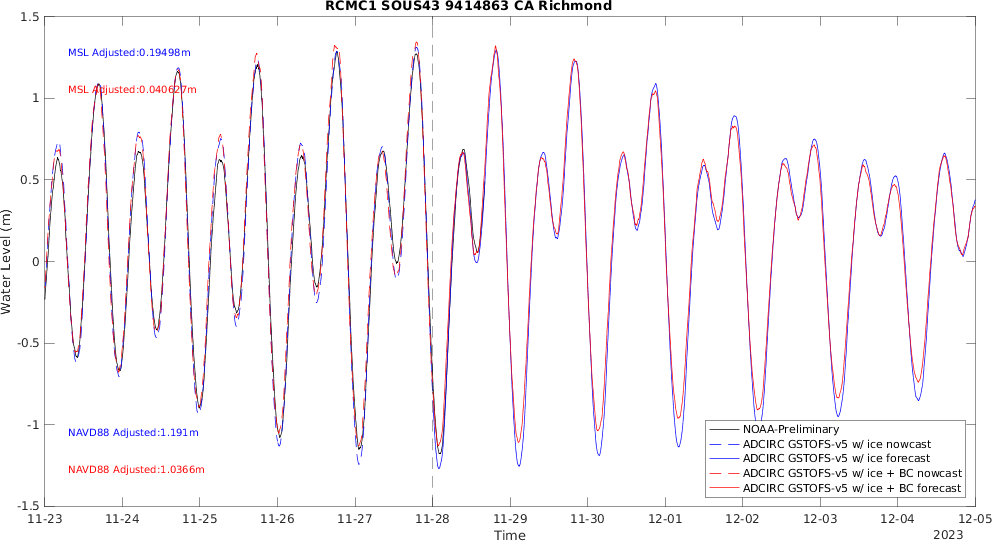 RCMC1 SOUS43 9414863 CA Richmond
1.5
1
0.5
0
-0.5
-1
-1.5
Water Level (m)
MSL Adjusted:0.19498m
MSL Adjusted:0.040627m
NAVD88 Adjusted:1.191m
NAVD88 Adjusted:1.0366m
NOAA-Preliminary
ADCIRC GSTOFS-v5 w/ ice nowcast
ADCIRC GSTOFS-v5 w/ ice forecast
ADCIRC GSTOFS-v5 w/ ice + BC nowcast
ADCIRC GSTOFS-v5 w/ ice + BC forecast
11-23 11-24 11-25 11-26 11-27 11-28 11-29 11-30 12-01 12-02 12-03 12-04 12-05
Time
2023